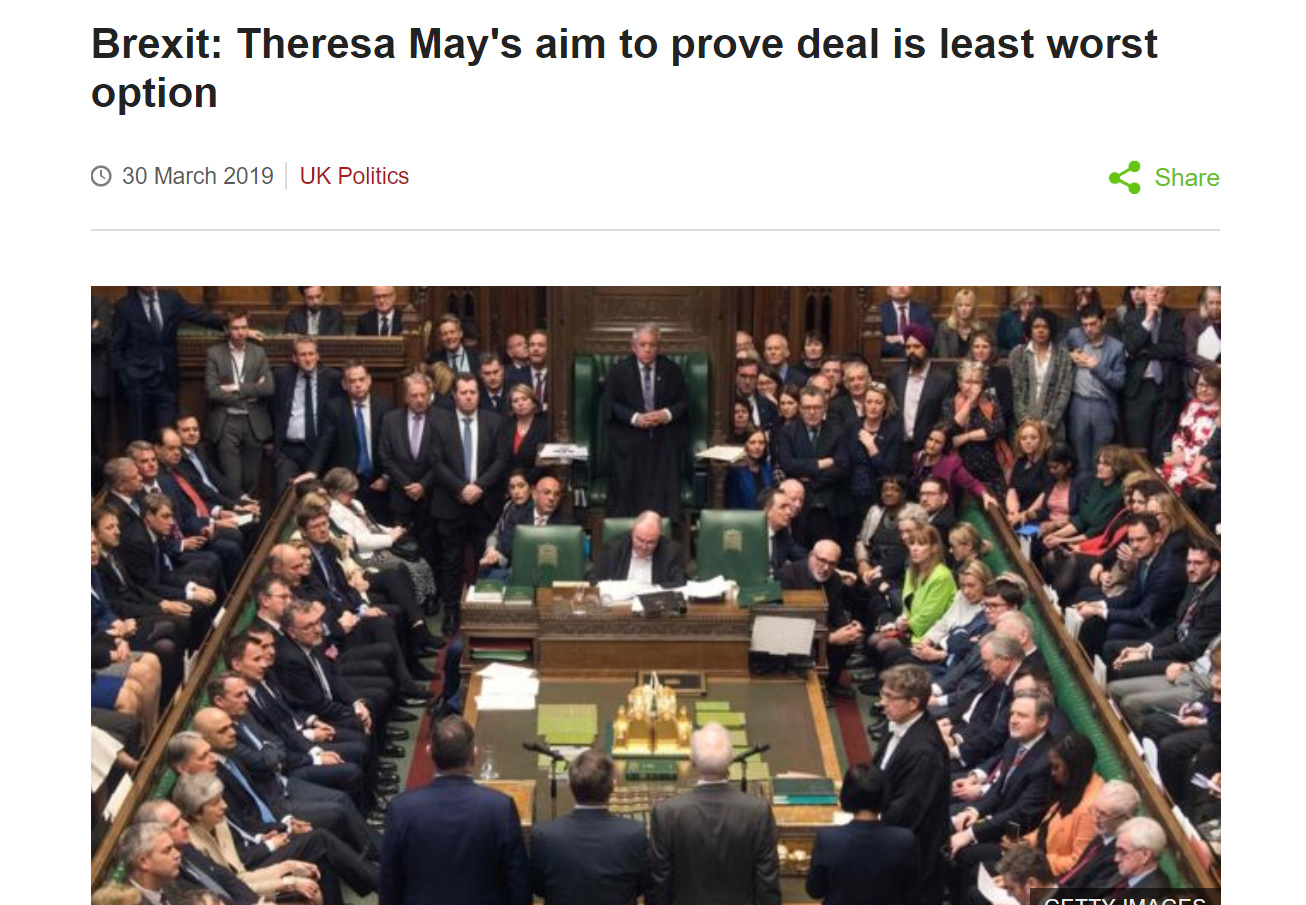 Brexit: Theresa May's aim to prove deal is least worst
option
30 March 2019 UK Politics Share
GETTY IMAGES